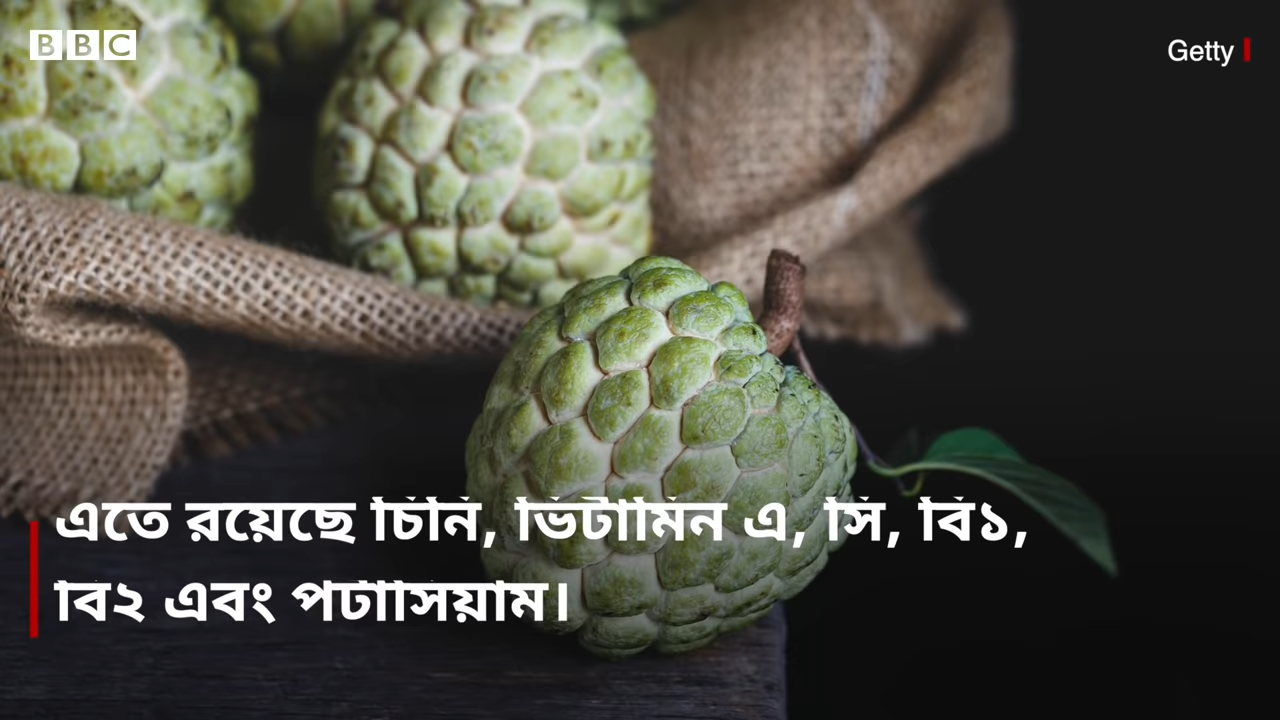 BBC
Getty
এতে রয়েছে চিনি, ভিটামিন এ, সি, বি১,
বি২ এবং পটাসিয়াম।